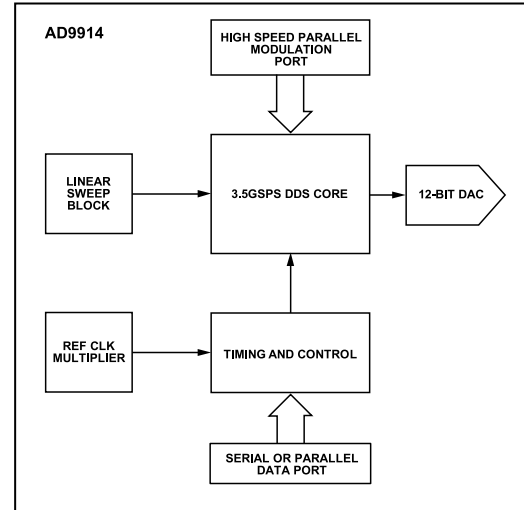 AD9914
HIGH SPEED PARALLEL
MODULATION
PORT
LINEAR
SWEEP
BLOCK
3.5GSPS DDS CORE
12-BIT DAC
REF CLK
MULTIPLIER
TIMING AND CONTROL
SERIAL OR PARALLEL
DATA PORT